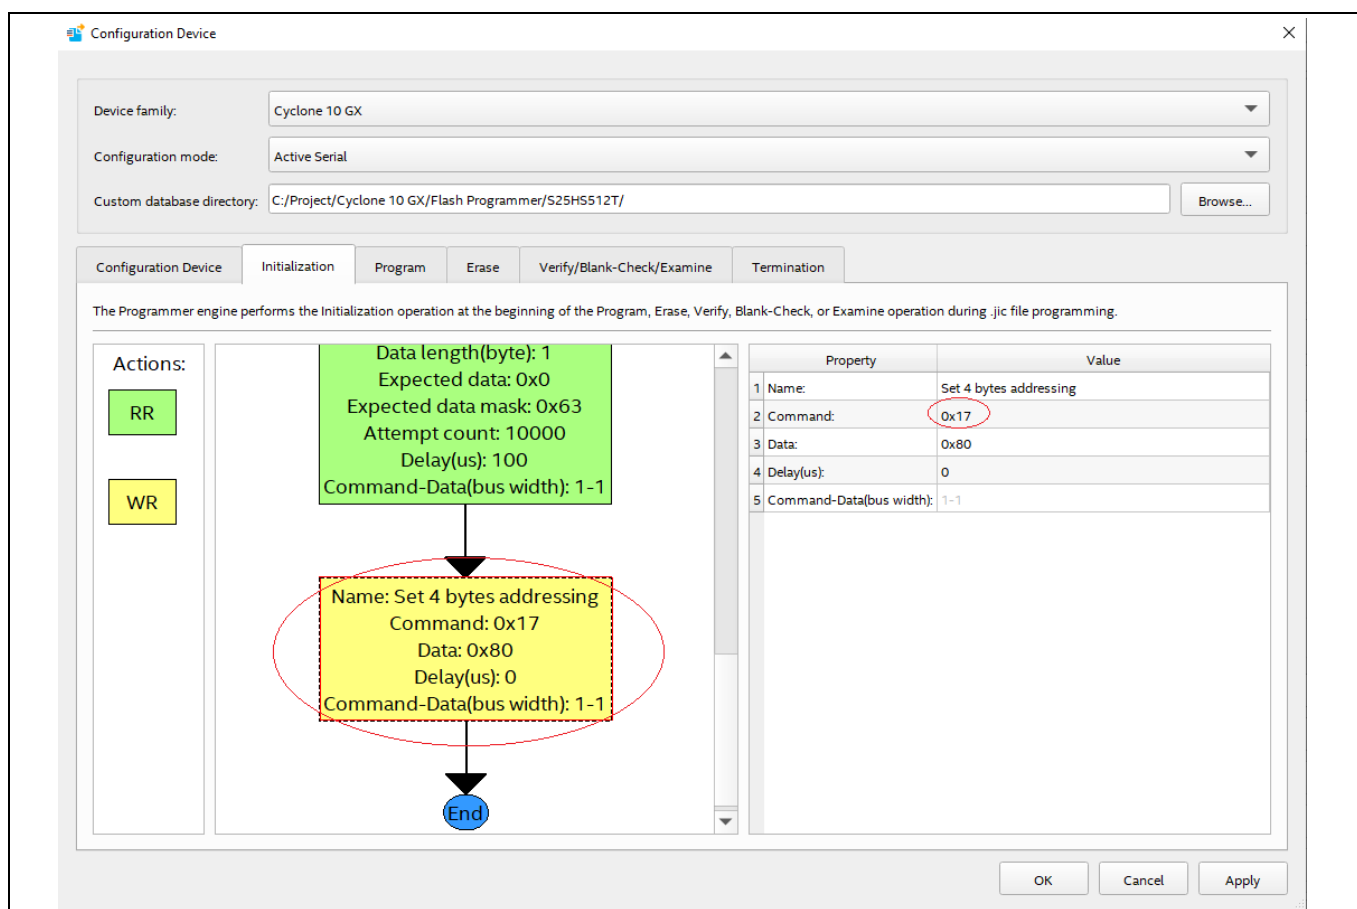 Configuration Device
Device family: Cyclone 10 GX
Configuration mode: Active Serial
Custom database directory: C:/Project/Cyclone 10 GX/Flash Programmer/S25HS512T/ Browse...
Configuration Device Initialization Program Erase Verify/Blank-Check/Examine Termination
The Programmer engine performs the Initialization operation at the beginning of the Program, Erase, Verify, Blank-Check, or Examine operation during .jic file programming.
Actions:
RR
WR
Data length(byte): 1
Expected data: 0x0
Expected data mask: 0x63
Attempt count: 10000
Delay(us): 100
Command-Data(bus width): 1-1
Name: Set 4 bytes addressing
Command: 0x17
Data: 0x80
Delay(us): 0
Command-Data(bus width): 1-1
End
Property Value
1 Name: Set 4 bytes addressing
2 Command: 0x17
3 Data: 0x80
4 Delay(us): 0
5 Command-Data(bus width): 1-1
OK Cancel Apply